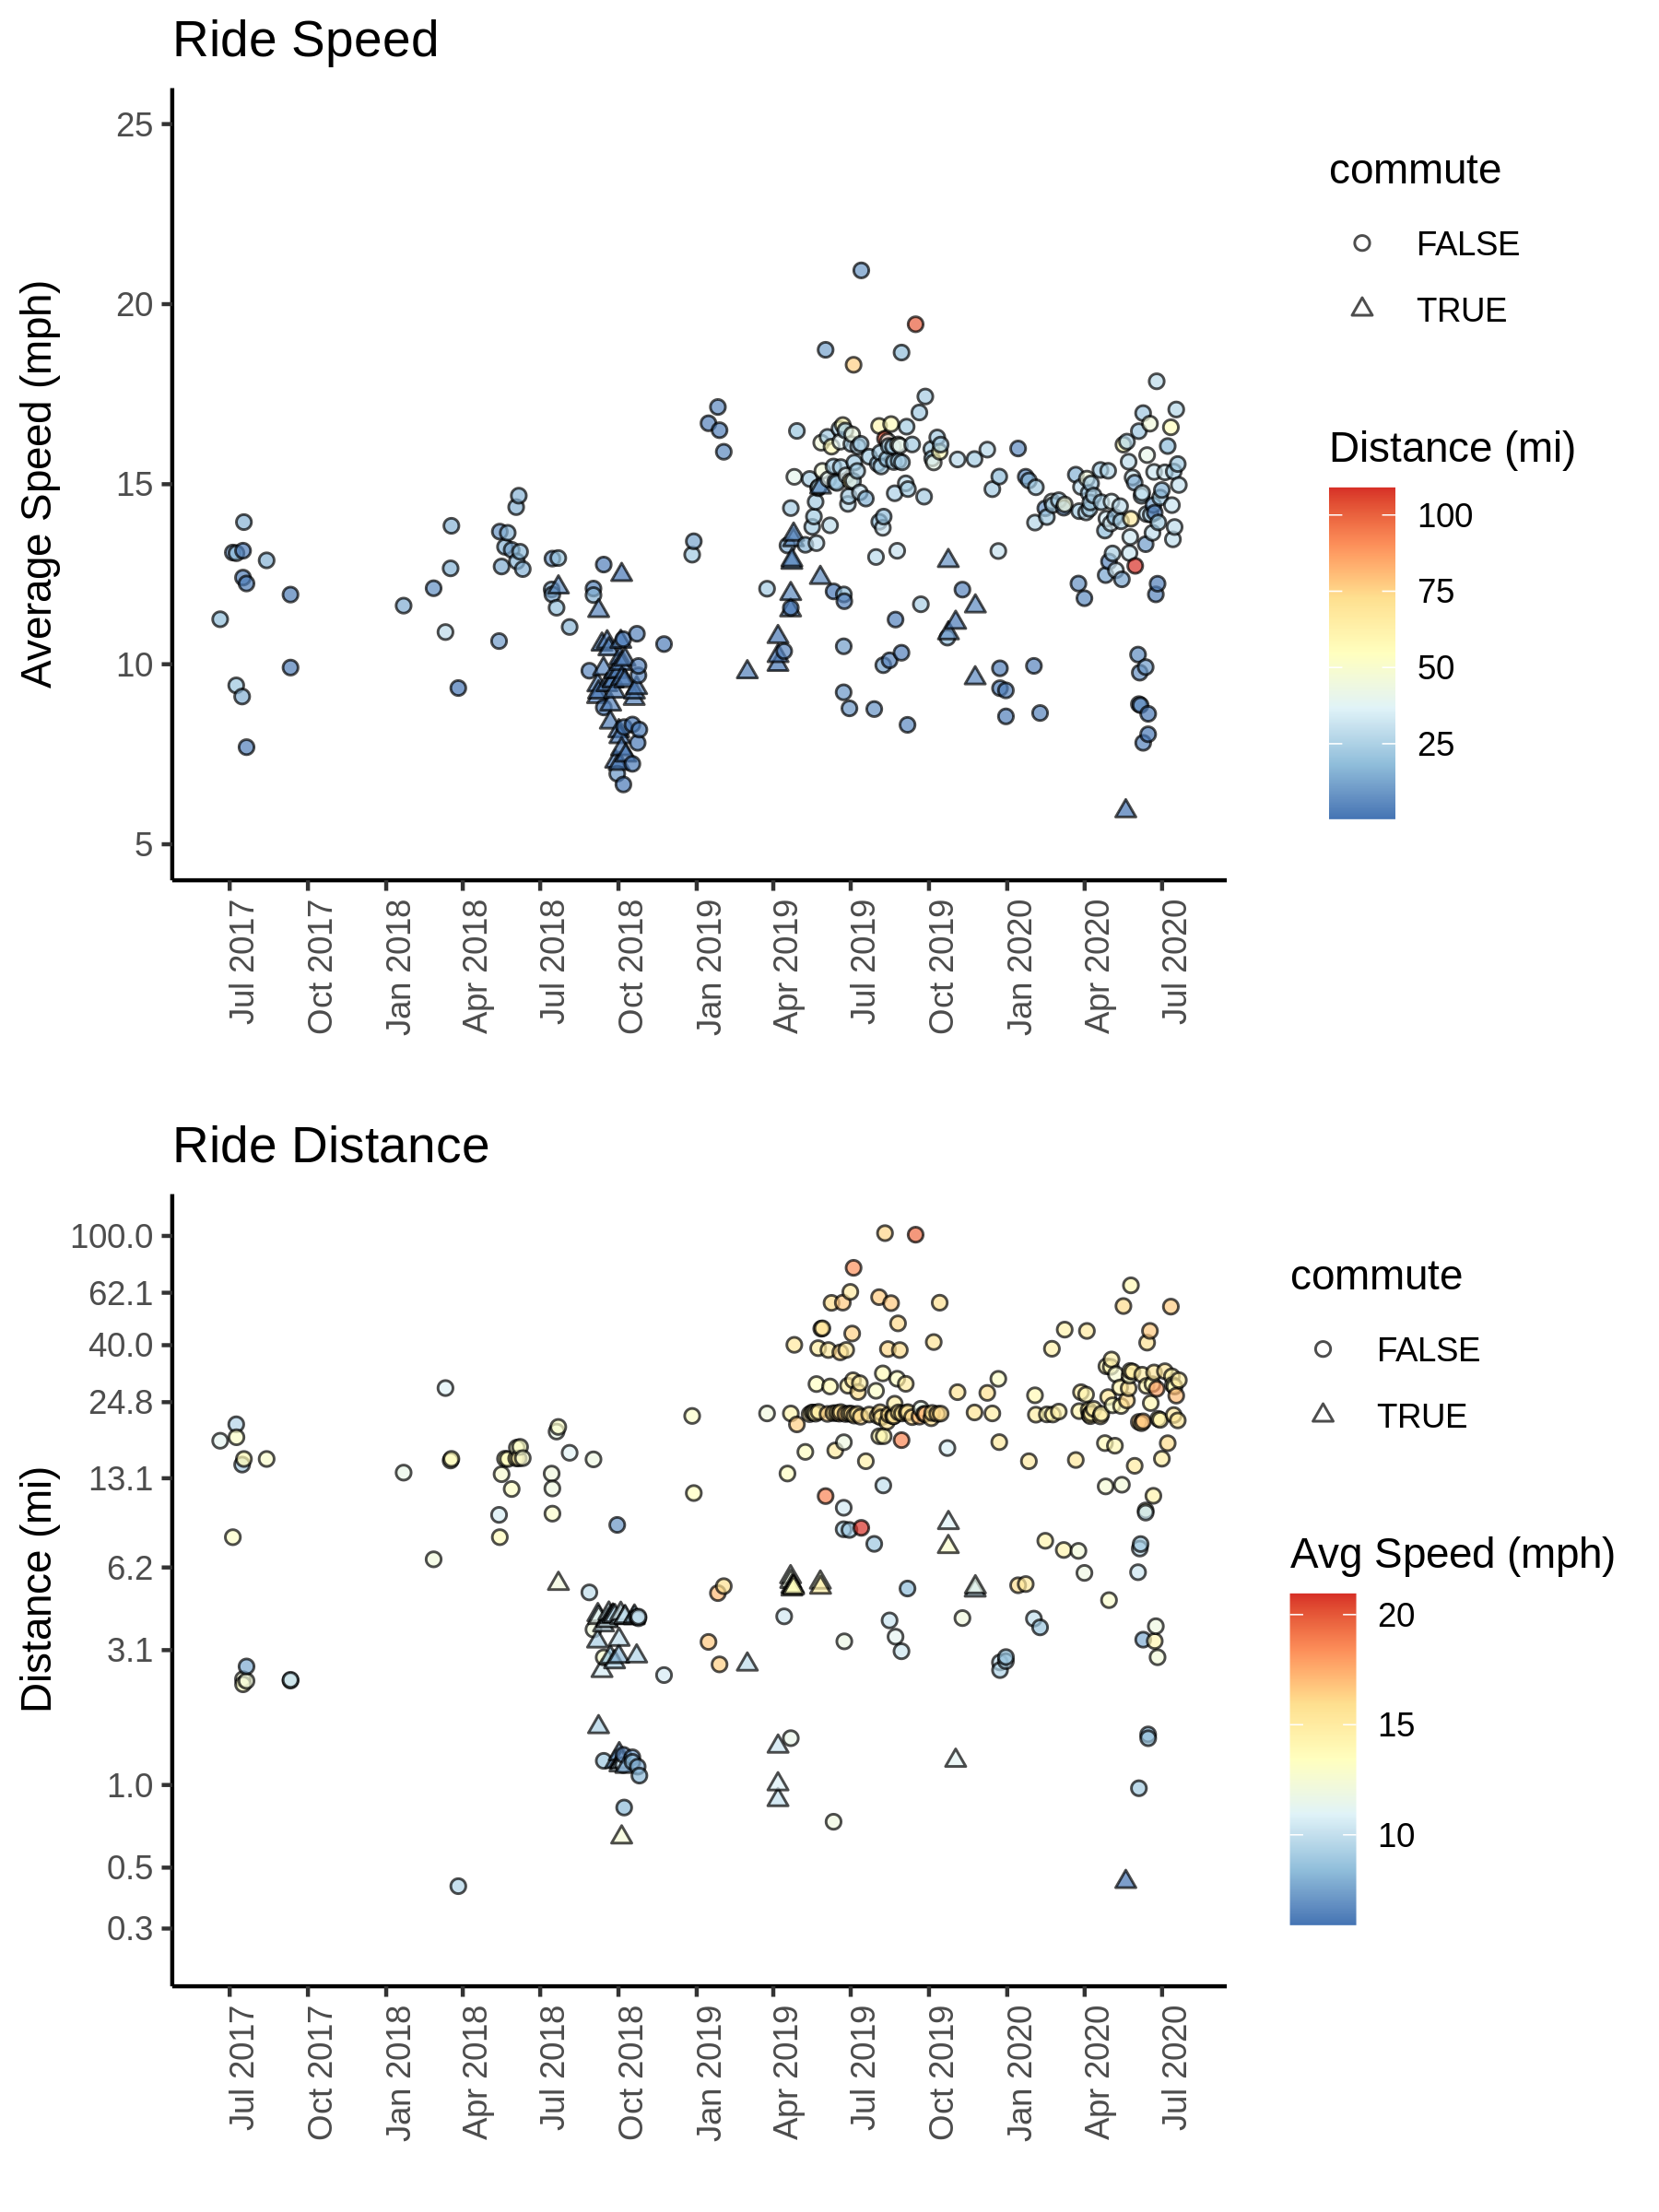 Ride Speed
Average Speed (mph)
25
20
15
10
5
Jul 2017
Oct 2017
Jan 2018
Apr 2018
Jul 2018
Oct 2018
Jan 2019
Apr 2019
Jul 2019
Oct 2019
Jan 2020
Apr 2020
Jul 2020
commute
FALSE
TRUE
Distance (mi)
100
75
50
25
Ride Distance
Distance (mi)
100.0
62.1
40.0
24.8
13.1
6.2
3.1
1.0
0.5
0.3
Jul 2017
Oct 2017
Jan 2018
Apr 2018
Jul 2018
Oct 2018
Jan 2019
Apr 2019
Jul 2019
Oct 2019
Jan 2020
Apr 2020
Jul 2020
commute
FALSE
TRUE
Avg Speed (mph)
20
15
10